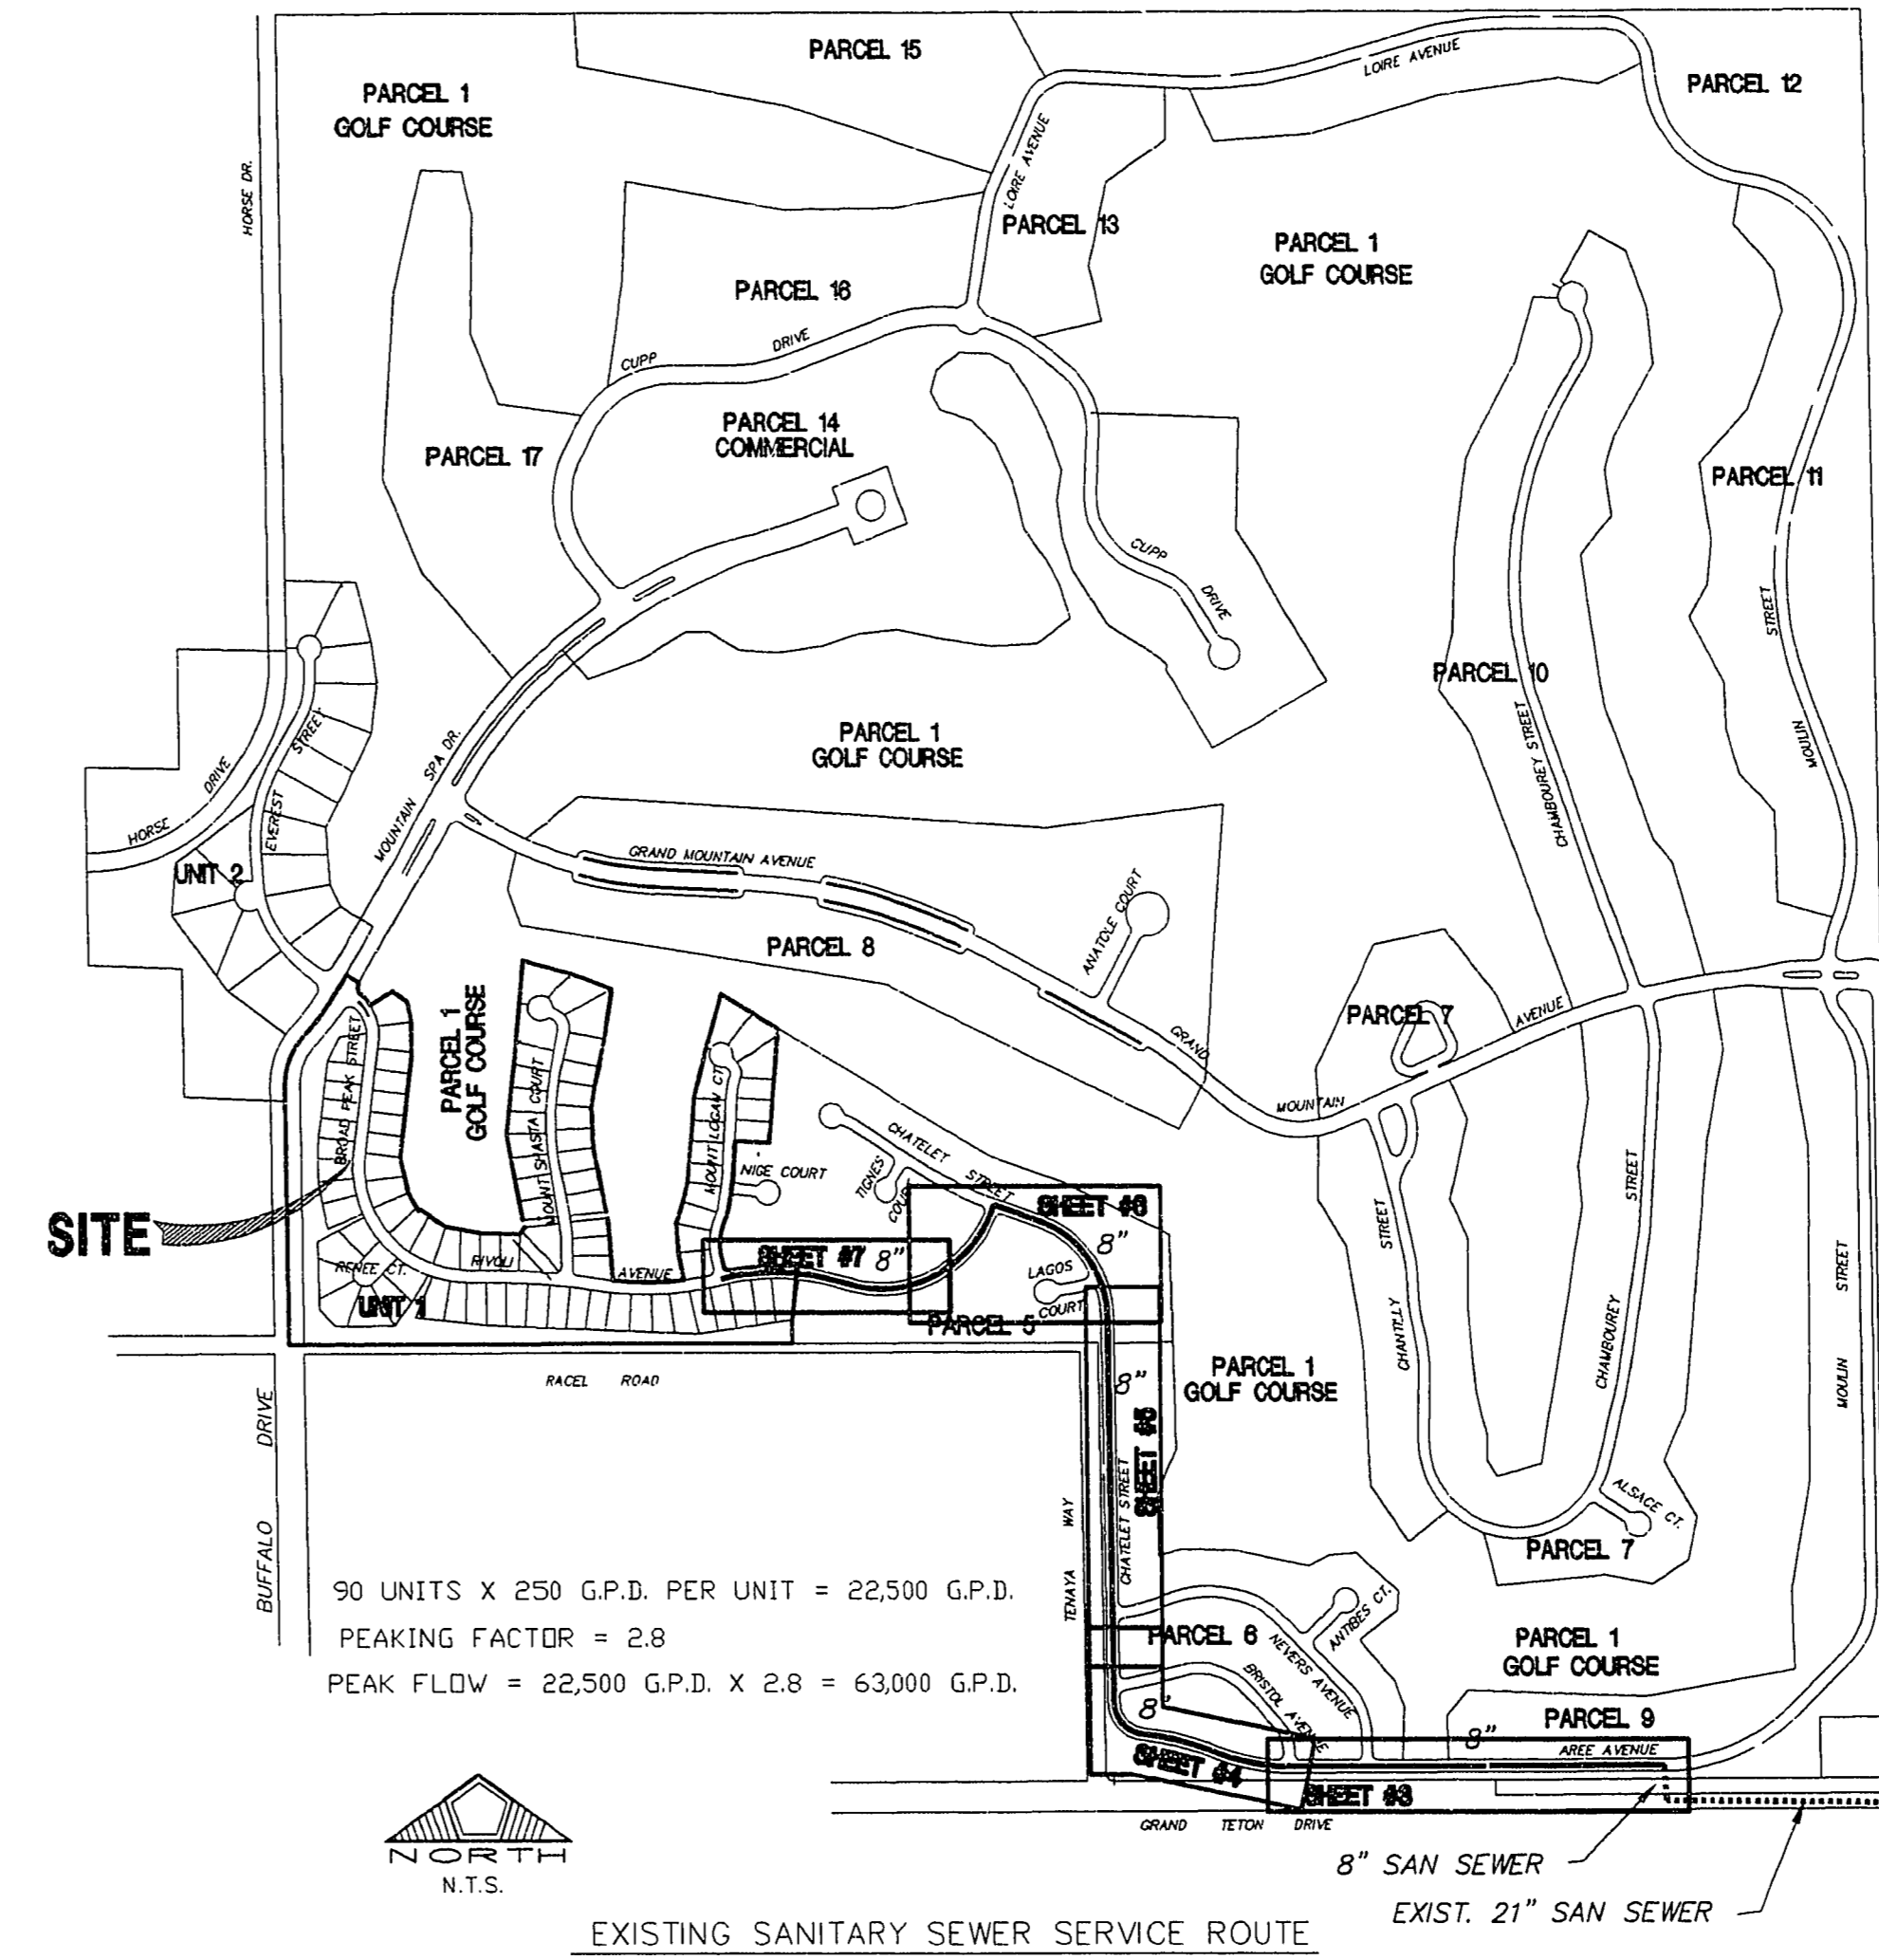 PARCEL 15
LOIRE AVENUE
PARCEL 12
PARCEL 1
GOLF COURSE
HORSE DR.
LOIRE AVENUE
PARCEL 13
PARCEL 1
GOLF COURSE
PARCEL 16
CUPP DRIVE
PARCEL 14
COMMERCIAL
PARCEL 17
PARCEL 11
CUPP DRIVE
STREET
MOULIN
PARCEL 10
CHAMBOUREY STREET
PARCEL 1
GOLF COURSE
MOUNTAIN SPA DR.
HORSE DRIVE
EVEREST STREET
UNIT 2
GRAND MOUNTAIN AVENUE
ANATOLE COURT
PARCEL 8
PARCEL 7
GRAND MOUNTAIN AVENUE
PARCEL 1
GOLF COURSE
BROAD PEAK STREET
MOUNT SHASTA COURT
MOUNT LOGAN CT.
NICE COURT
CHATELET STREET
TIGNES COURT
SITE
SHEET #6
8"
SHEET #7
8"
RENEE CT.
RIVOLI AVENUE
UNIT 1
LAGOS COURT
PARCEL 5
CHANTILLY STREET
CHAMBOUREY STREET
MOULIN STREET
RACEL ROAD
PARCEL 1
GOLF COURSE
8"
SHEET #5
CHATELET STREET
TENAYA WAY
BUFFALO DRIVE
ALSACE CT.
PARCEL 7
90 UNITS X 250 G.P.D. PER UNIT = 22,500 G.P.D.
PEAKING FACTOR = 2.8
PEAK FLOW = 22,500 G.P.D. X 2.8 = 63,000 G.P.D.
PARCEL 6
NEVERS AVENUE
ANTIBES CT.
BRISTOL AVENUE
PARCEL 1
GOLF COURSE
8'
SHEET #4
8"
PARCEL 9
AREE AVENUE
SHEET #3
GRAND TETON DRIVE
8" SAN SEWER
EXIST. 21" SAN SEWER
NORTH
N.T.S.
EXISTING SANITARY SEWER SERVICE ROUTE